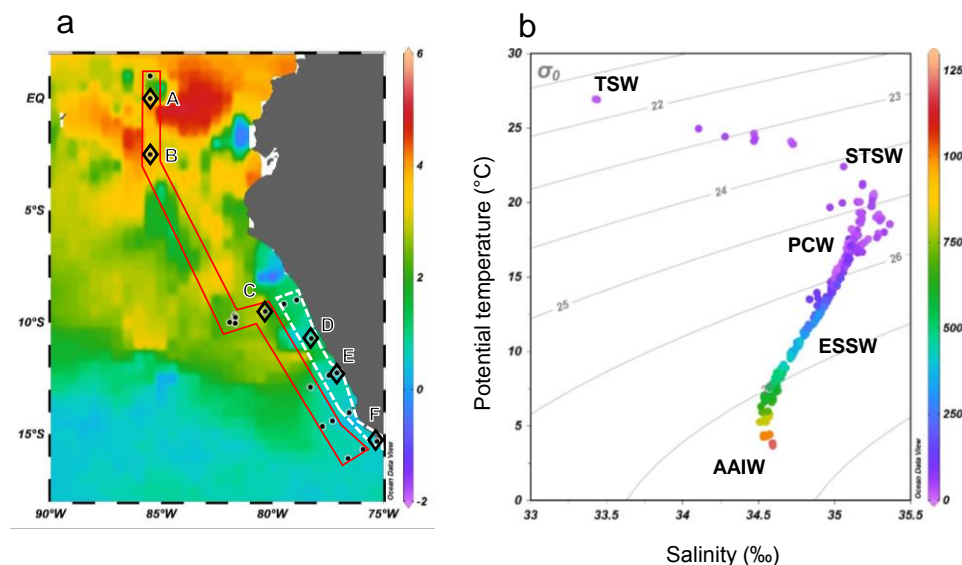 a
6
4
2
0
-2
EQ
5°S
10°S
15°S
90°W
85°W
80°W
75°W
A
B
C
D
E
F
Ocean Data View
b
Potential temperature (°C)
30
25
20
15
10
5
0
σ0
TSW
STSW
PCW
ESSW
AAIW
22
23
24
25
26
33
33.5
34
34.5
35
35.5
Salinity (‰)
Ocean Data View
125
1000
750
500
250
0